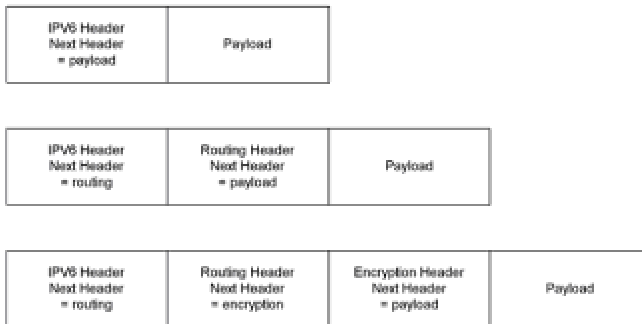 IPV6 Header
Next Header
= payload
Payload
IPV6 Header
Next Header
= routing
Routing Header
Next Header
= payload
Payload
IPV6 Header
Next Header
= routing
Routing Header
Next Header
= encryption
Encryption Header
Next Header
= payload
Payload